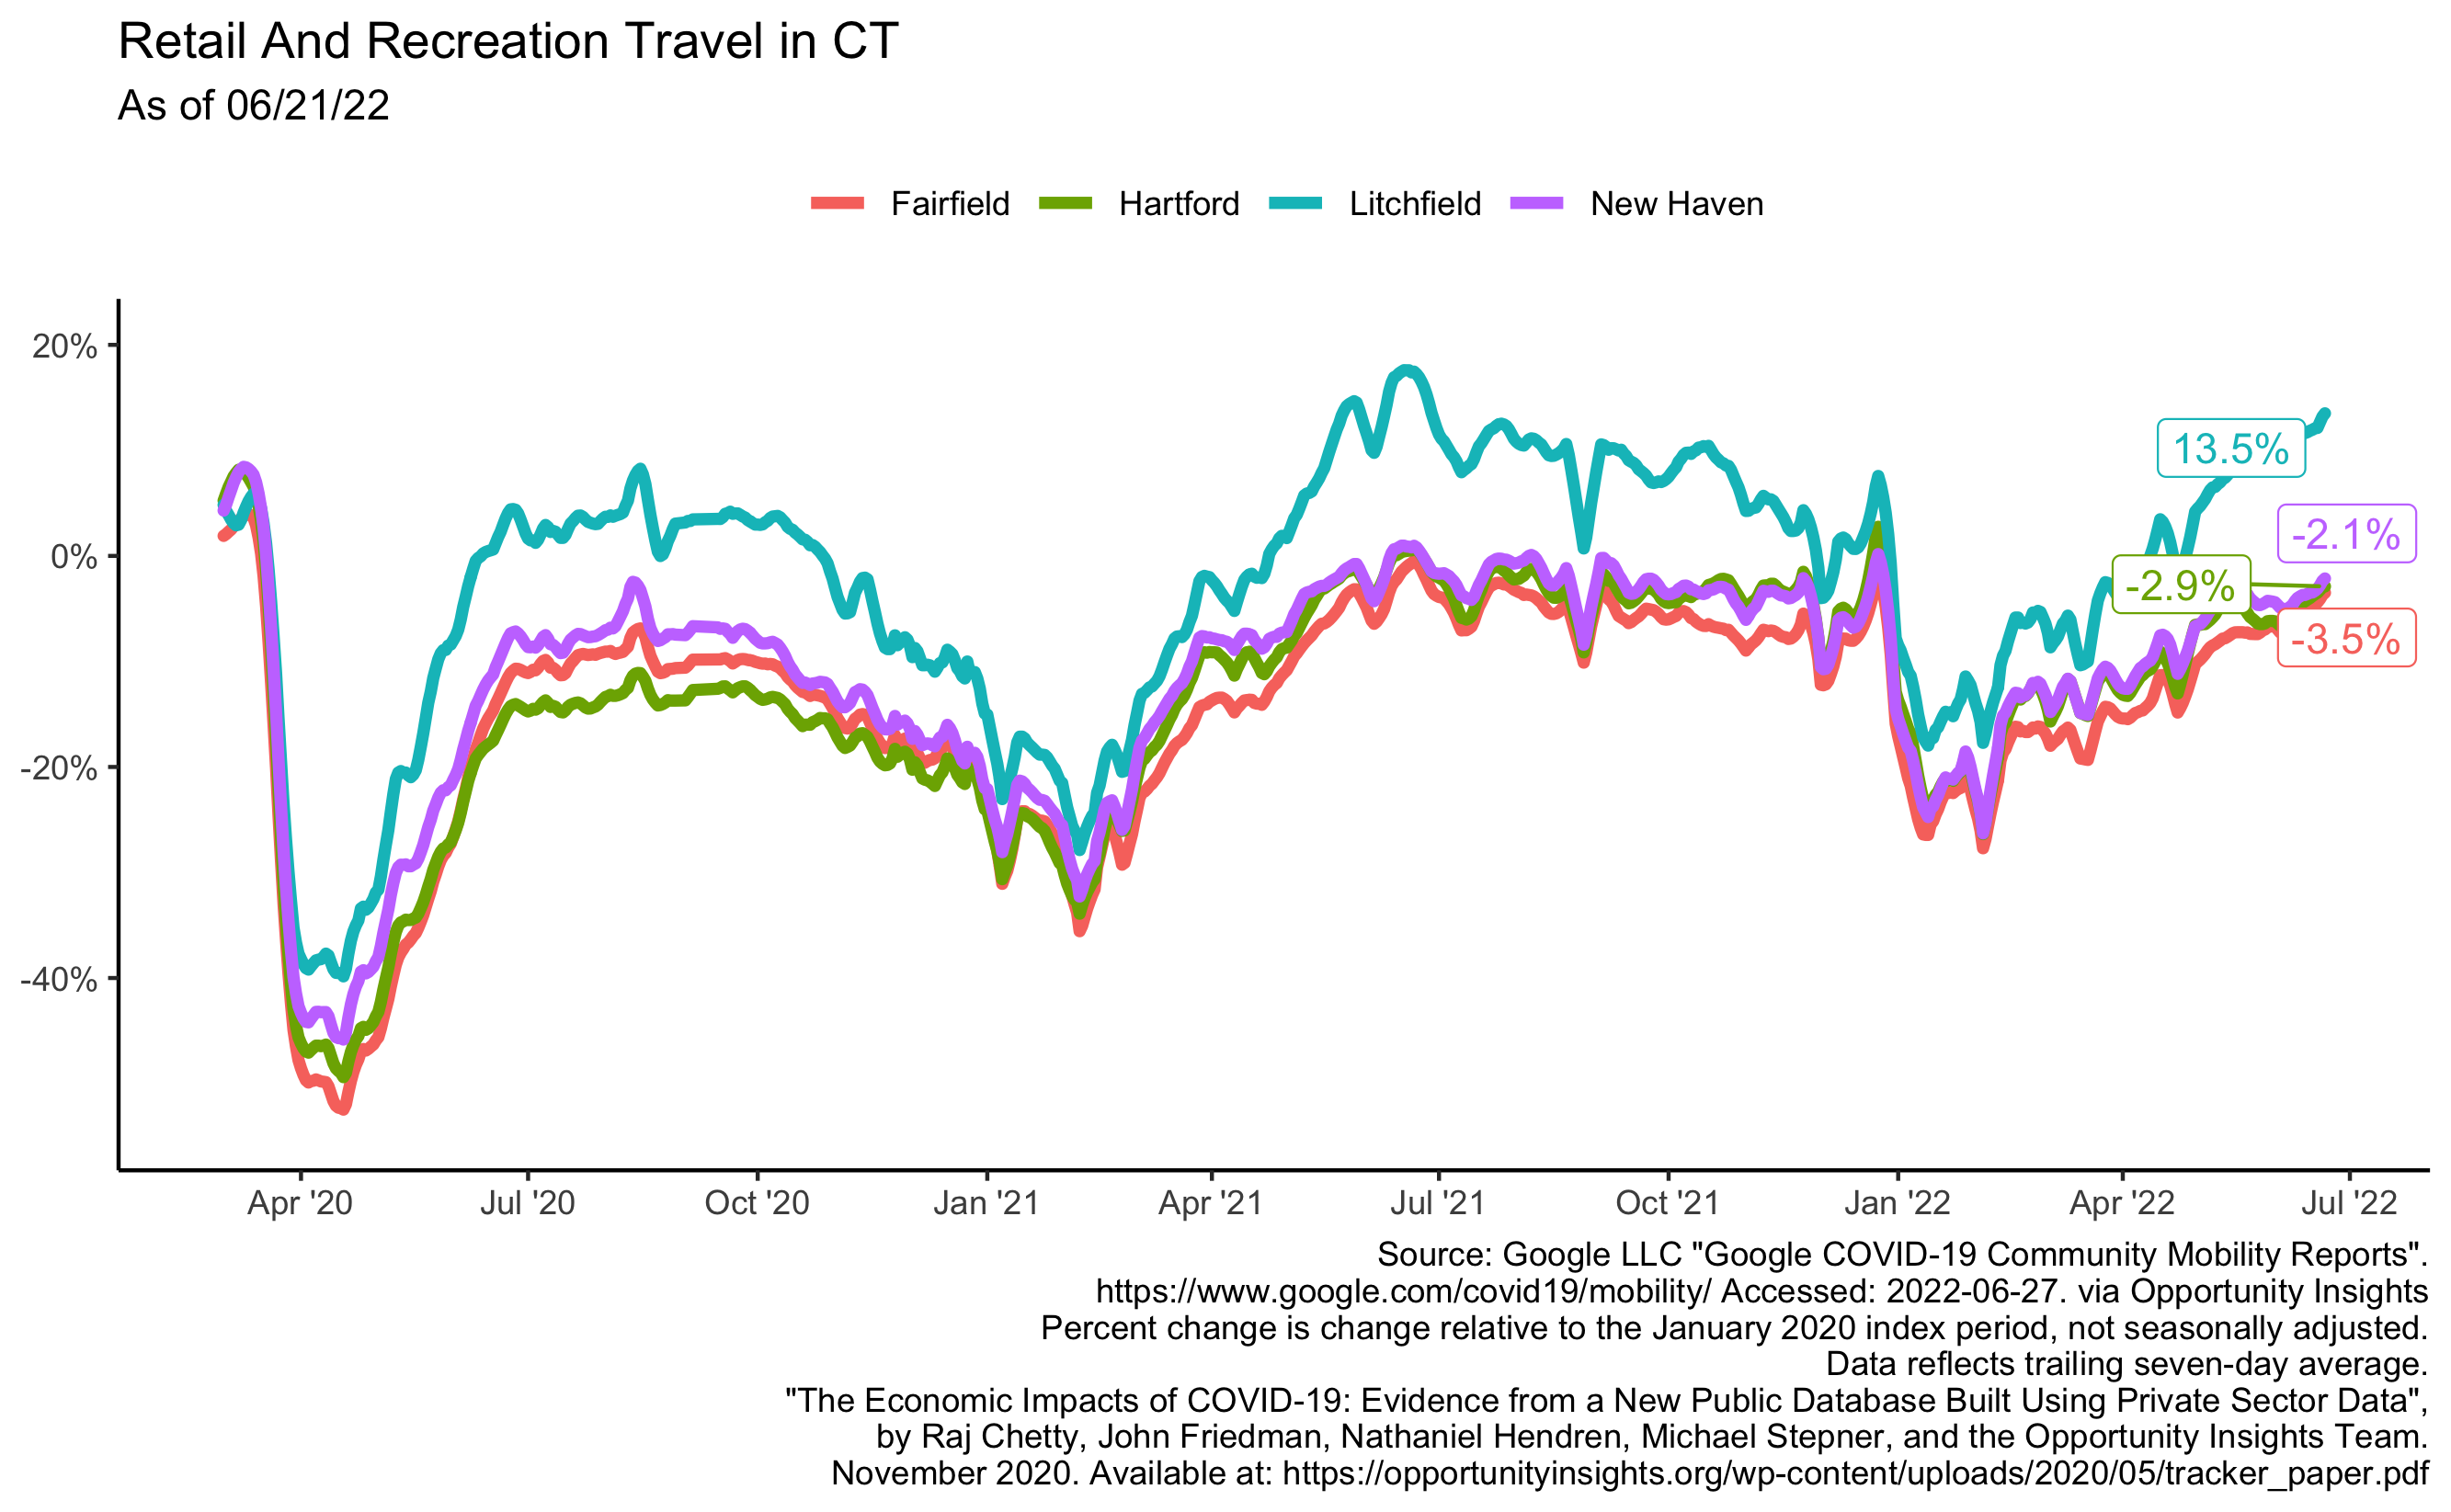 Retail And Recreation Travel in CT
As of 06/21/22
Fairfield Hartford Litchfield New Haven
20%
0%
-20%
-40%
13.5%
-2.1%
-2.9%
-3.5%
Apr '20 Jul '20 Oct '20 Jan '21 Apr '21 Jul '21 Oct '21 Jan '22 Apr '22 Jul '22
Source: Google LLC "Google COVID-19 Community Mobility Reports".
https://www.google.com/covid19/mobility/ Accessed: 2022-06-27. via Opportunity Insights
Percent change is change relative to the January 2020 index period, not seasonally adjusted.
Data reflects trailing seven-day average.
"The Economic Impacts of COVID-19: Evidence from a New Public Database Built Using Private Sector Data",
by Raj Chetty, John Friedman, Nathaniel Hendren, Michael Stepner, and the Opportunity Insights Team.
November 2020. Available at: https://opportunityinsights.org/wp-content/uploads/2020/05/tracker_paper.pdf